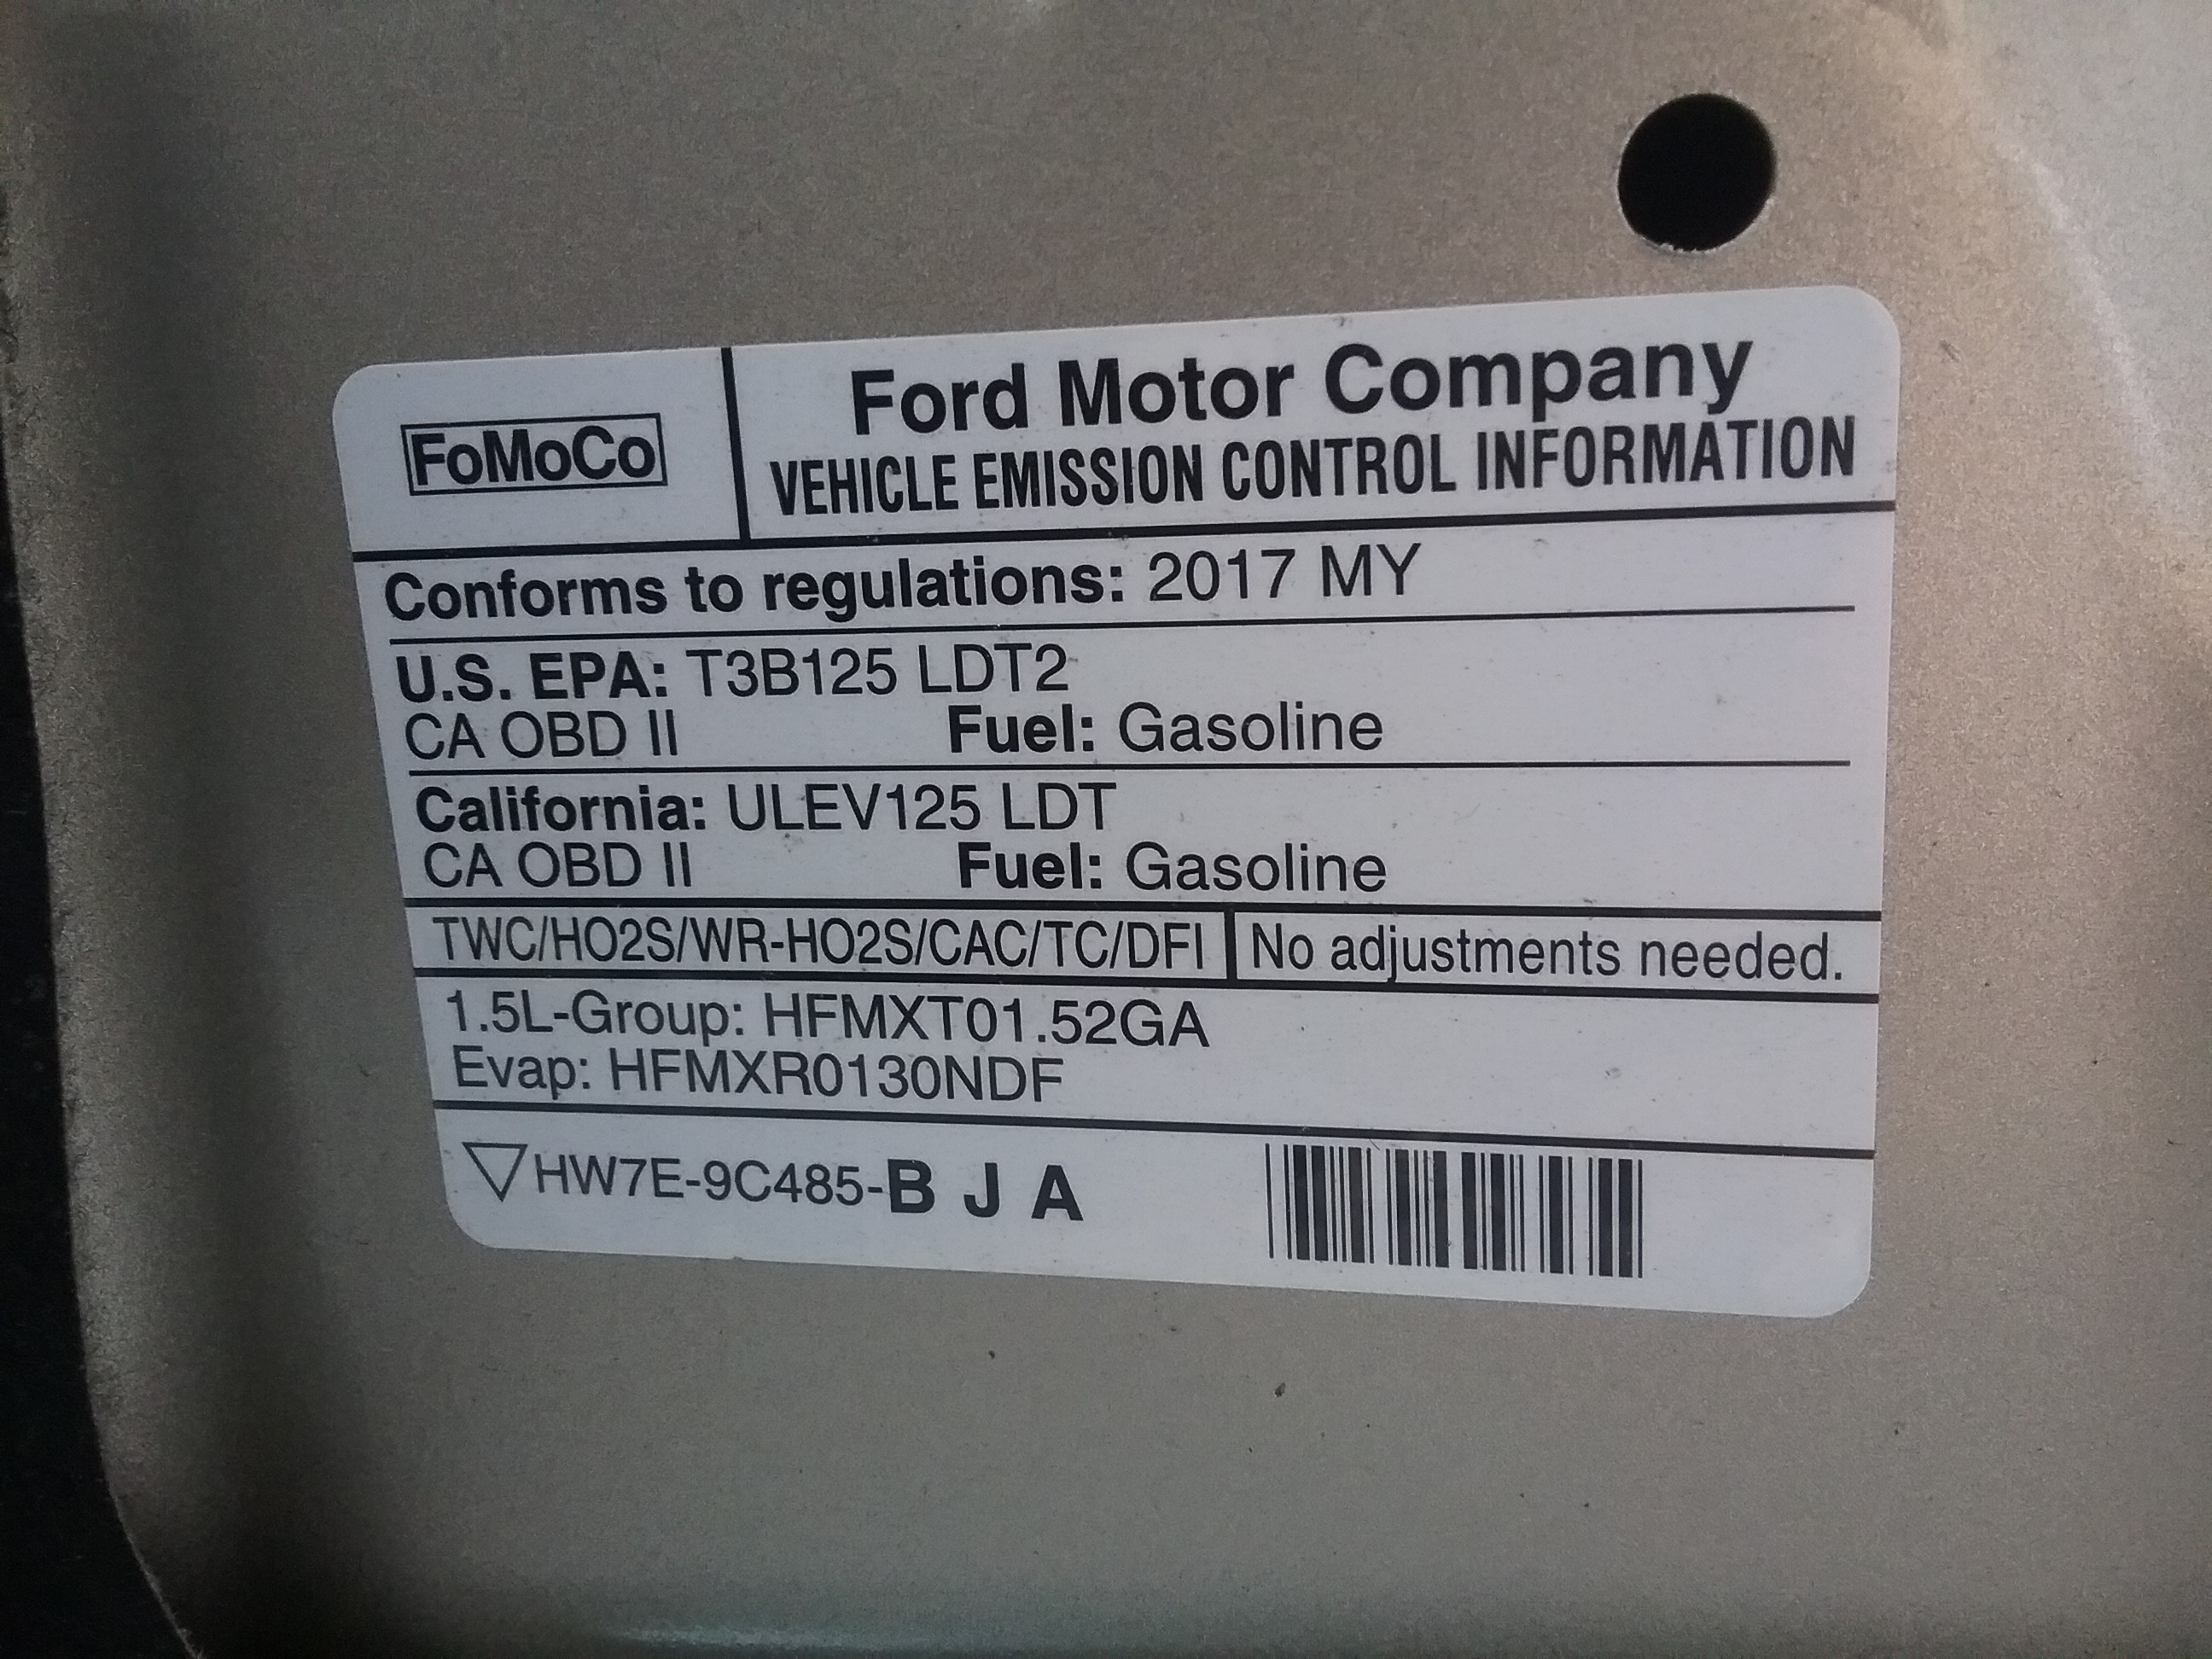 FoMoCo
Ford Motor Company
VEHICLE EMISSION CONTROL INFORMATION
Conforms to regulations: 2017 MY
U.S. EPA: T3B125 LDT2
CA OBD II Fuel: Gasoline
California: ULEV125 LDT
CA OBD II Fuel: Gasoline
TWC/HO2S/WR-HO2S/CAC/TC/DFI No adjustments needed.
1.5L-Group: HFMXT01.52GA
Evap: HFMXR0130NDF
▽HW7E-9C485-B J A